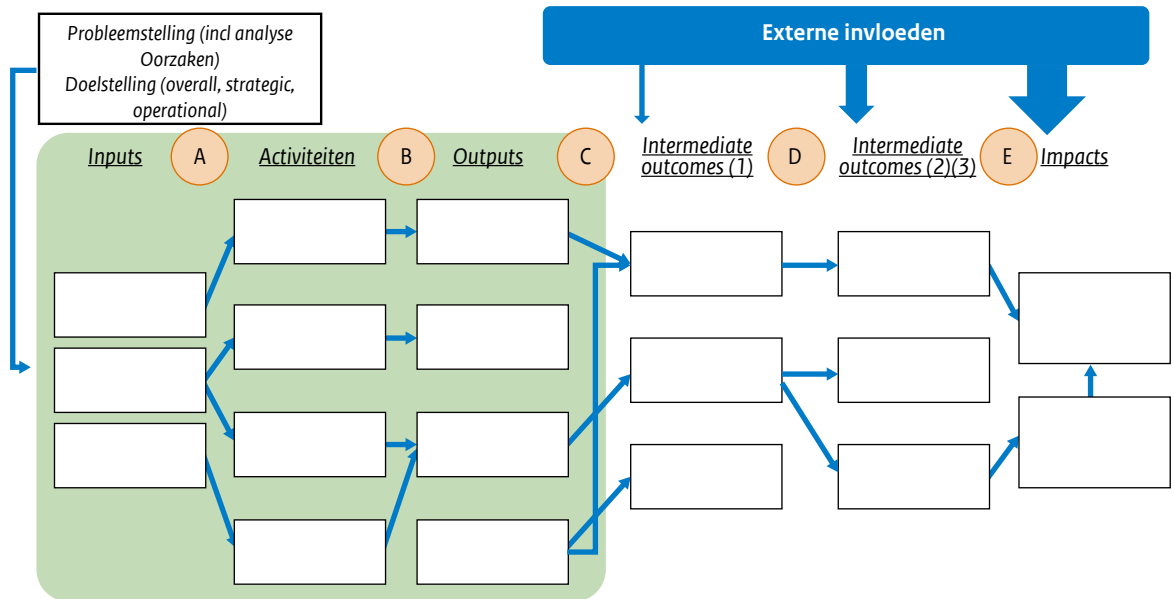 Probleemstelling (incl analyse
Oorzaken)
Doelstelling (overall, strategic,
operational)
Externe invloeden
Inputs
A
Activiteiten
B
Outputs
C
Intermediate
outcomes (1)
D
Intermediate
outcomes (2)(3)
E
Impacts